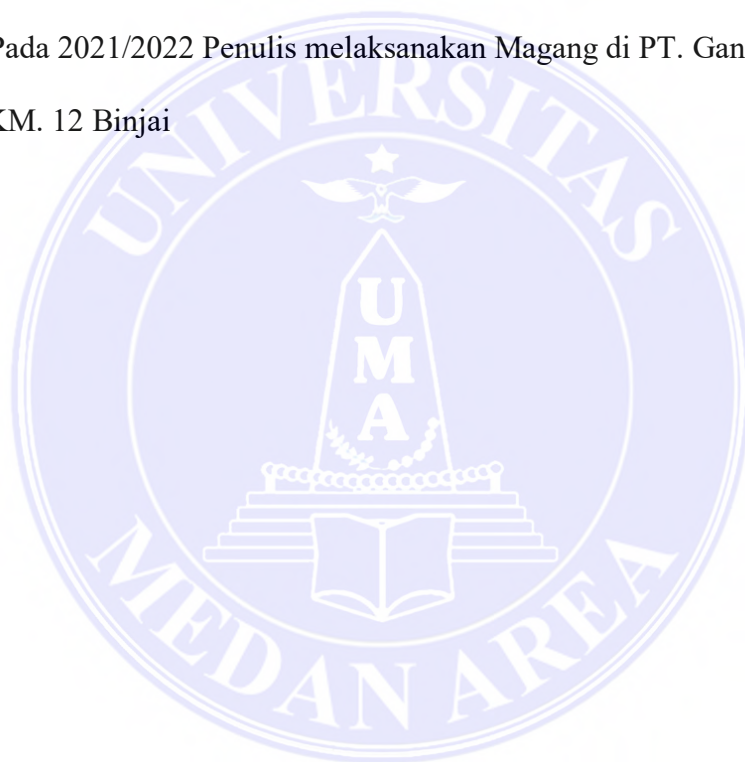 Pada 2021/2022 Penulis melaksanakan Magang di PT. Gan
KM. 12 Binjai
UNIVERSITAS
U
M
A
MEDAN AREA